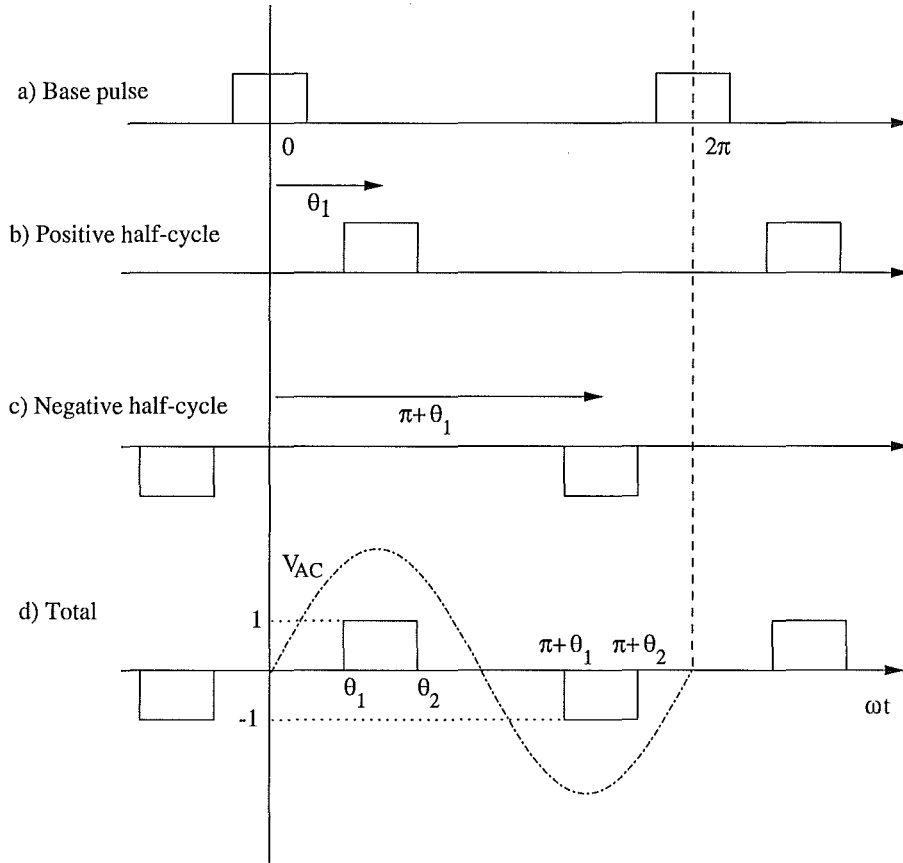 a) Base pulse
0
2π
θ1
b) Positive half-cycle
c) Negative half-cycle
π+θ1
VAC
d) Total
1
π+θ1
π+θ2
θ1
θ2
-1
ωt